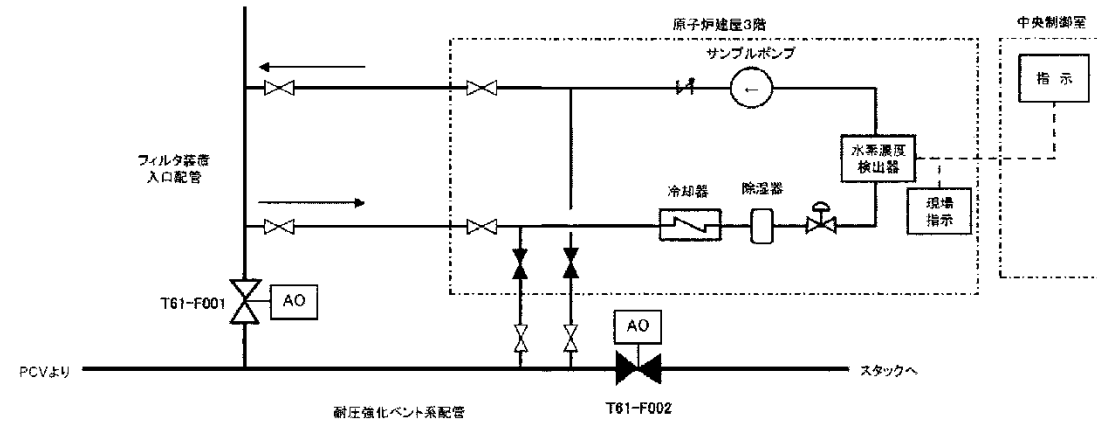 原子炉建屋3階
中央制御室
サンプルポンプ
指 示
←
水素濃度
検出器
フィルタ装置
入口配管
冷却器
除湿器
現場
指示
T61-F001
AO
AO
PCVより
スタックへ
T61-F002
耐圧強化ベント系配管